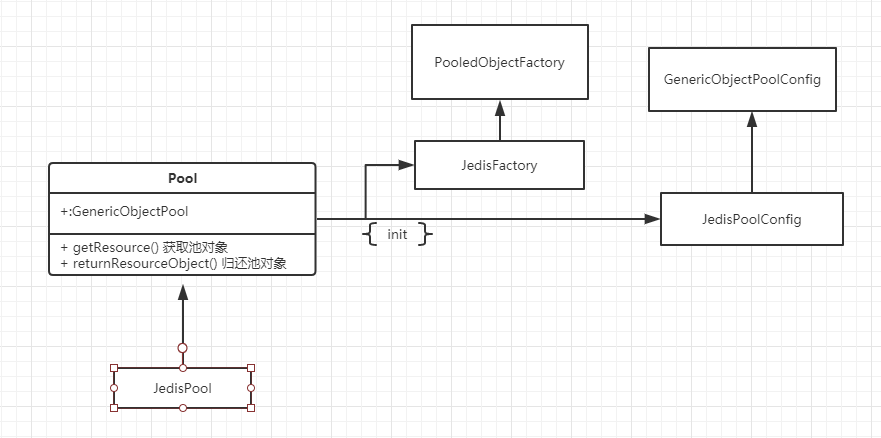 PooledObjectFactory
GenericObjectPoolConfig
JedisFactory
Pool
+:GenericObjectPool
JedisPoolConfig
init
+ getResource() 获取池对象
+ returnResourceObject() 归还池对象
JedisPool